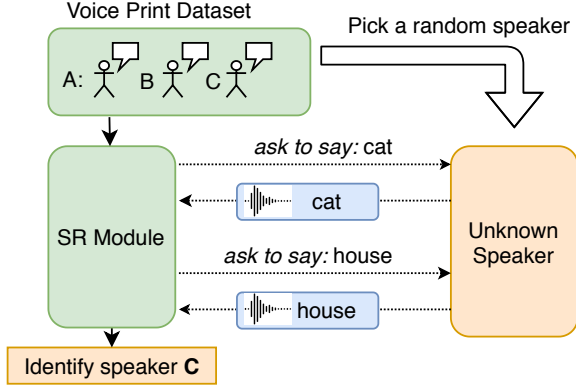 Voice Print Dataset
Pick a random speaker
A: B C
ask to say: cat
cat
SR Module
Unknown
Speaker
ask to say: house
house
Identify speaker C